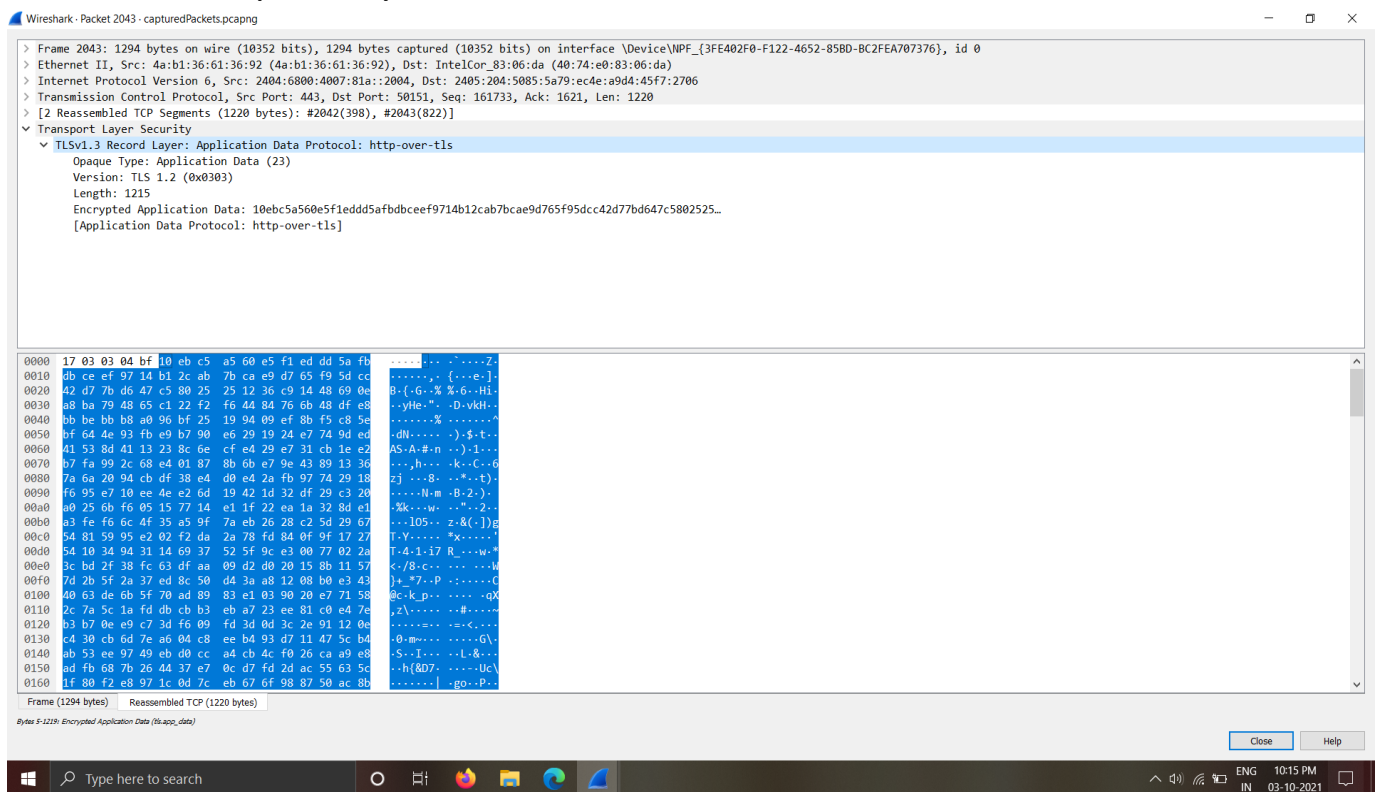 Wireshark · Packet 2043 · capturedPackets.pcapng
> Frame 2043: 1294 bytes on wire (10352 bits), 1294 bytes captured (10352 bits) on interface \Device\NPF_{3FE402F0-F122-4652-85BD-BC2FEA707376}, id 0
> Ethernet II, Src: 4a:b1:36:61:36:92 (4a:b1:36:61:36:92), Dst: IntelCor_83:06:da (40:74:e0:83:06:da)
> Internet Protocol Version 6, Src: 2404:6800:4007:81a::2004, Dst: 2405:204:5085:5a79:ec4e:a9d4:45f7:2706
> Transmission Control Protocol, Src Port: 443, Dst Port: 50151, Seq: 161733, Ack: 1621, Len: 1220
> [2 Reassembled TCP Segments (1220 bytes): #2042(398), #2043(822)]
Transport Layer Security
TLSv1.3 Record Layer: Application Data Protocol: http-over-tls
Opaque Type: Application Data (23)
Version: TLS 1.2 (0x0303)
Length: 1215
Encrypted Application Data: 10ebc5a560e5f1eddd5afbdbceef9714b12cab7bcae9d765f95dcc42d77bd647c5802525…
[Application Data Protocol: http-over-tls]
0000 17 03 03 04 bf 10 eb c5 a5 60 e5 f1 ed dd 5a fb ········ ·`····Z·
0010 db ce ef 97 14 b1 2c ab 7b ca e9 d7 65 f9 5d cc ······,· {···e·]·
0020 42 d7 7b d6 47 c5 80 25 25 12 36 c9 14 48 69 0e B·{·G··% %·6··Hi·
0030 a8 ba 79 48 65 c1 22 f2 f6 44 84 76 6b 48 df e8 ··yHe·"· ·D·vkH··
0040 bb be bb b8 a0 96 bf 25 19 94 09 ef 8b f5 c8 5e ·······% ·······^
0050 bf 64 4e 93 fb e9 b7 90 e6 29 19 24 e7 74 9d ed ·dN····· ·)·$·t··
0060 41 53 8d 41 13 23 8c 6e cf e4 29 e7 31 cb 1e e2 AS·A·#·n ··)·1···
0070 b7 fa 99 2c 68 e4 01 87 8b 6b e7 9e 43 89 13 36 ···,h··· ·k··C··6
0080 7a 6a 20 94 cb df 38 e4 d0 e4 2a fb 97 74 29 18 zj ···8· ··*··t)·
0090 f6 95 e7 10 ee 4e e2 6d 19 42 1d 32 df 29 c3 20 ·····N·m ·B·2·)·
00a0 a0 25 6b f6 05 15 77 14 e1 1f 22 ea 1a 32 8d e1 ·%k···w· ··"··2··
00b0 a3 fe f6 6c 4f 35 a5 9f 7a eb 26 28 c2 5d 29 67 ···lO5·· z·&(·])g
00c0 54 81 59 95 e2 02 f2 da 2a 78 fd 84 0f 9f 17 27 T·Y····· *x·····'
00d0 54 10 34 94 31 14 69 37 52 5f 9c e3 00 77 02 2a T·4·1·i7 R_···w·*
00e0 3c bd 2f 38 fc 63 df aa 09 d2 d0 20 15 8b 11 57 <·/8·c·· ··· ···W
00f0 7d 2b 5f 2a 37 ed 8c 50 d4 3a a8 12 08 b0 e3 43 }+_*7··P ·:·····C
0100 40 63 de 6b 5f 70 ad 89 83 e1 03 90 20 e7 71 58 @c·k_p·· ···· ·qX
0110 2c 7a 5c 1a fd db cb b3 eb a7 23 ee 81 c0 e4 7e ,z\····· ··#····~
0120 b3 b7 0e e9 c7 3d f6 09 fd 3d 0d 3c 2e 91 12 0e ·····=·· ·=·<.···
0130 c4 30 cb 6d 7e a6 04 c8 ee b4 93 d7 11 47 5c b4 ·0·m~··· ·····G\·
0140 ab 53 ee 97 49 eb d0 cc a4 cb 4c f0 26 ca a9 e8 ·S··I··· ··L·&···
0150 ad fb 68 7b 26 44 37 e7 0c d7 fd 2d ac 55 63 5c ··h{&D7· ···-·Uc\
0160 1f 80 f2 e8 97 1c 0d 7c eb 67 6f 98 87 50 ac 8b ·······| ·go··P··
Frame (1294 bytes) Reassembled TCP (1220 bytes)
Bytes 5-1219: Encrypted Application Data (tls.app_data)
Close Help
Type here to search
ENG 10:15 PM
IN 03-10-2021